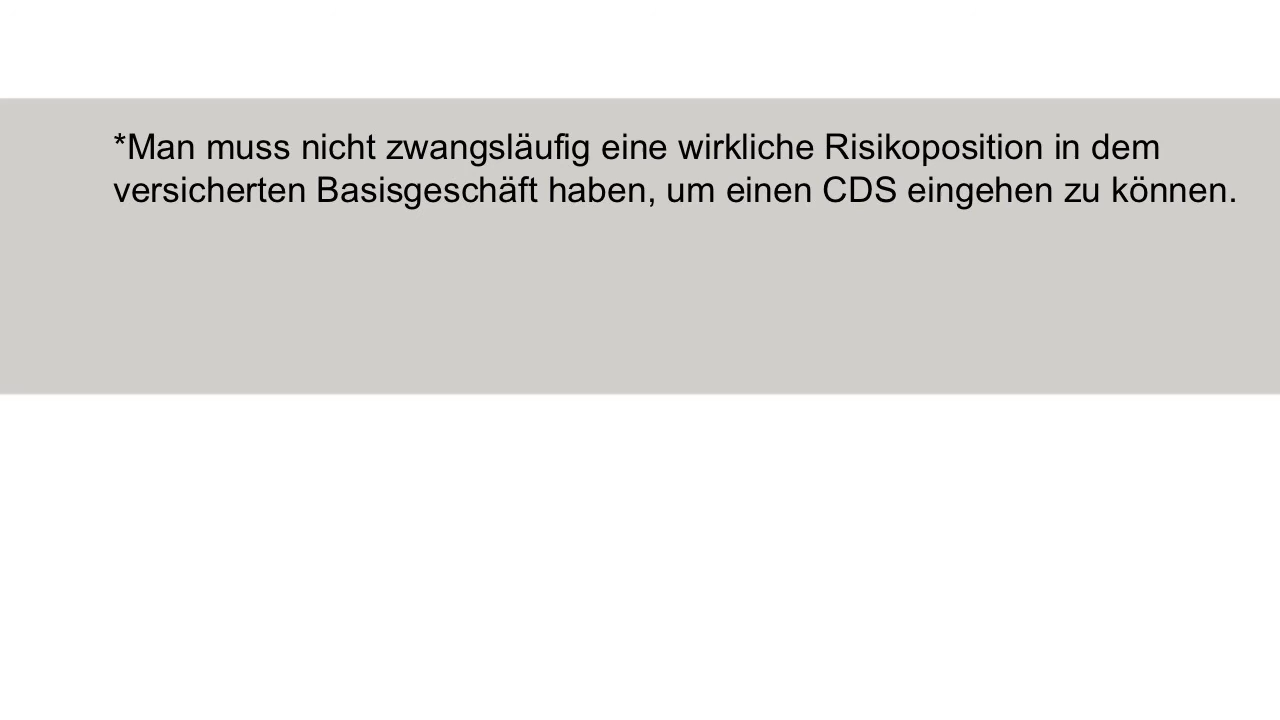 *Man muss nicht zwangsläufig eine wirkliche Risikoposition in dem
versicherten Basisgeschäft haben, um einen CDS eingehen zu können.